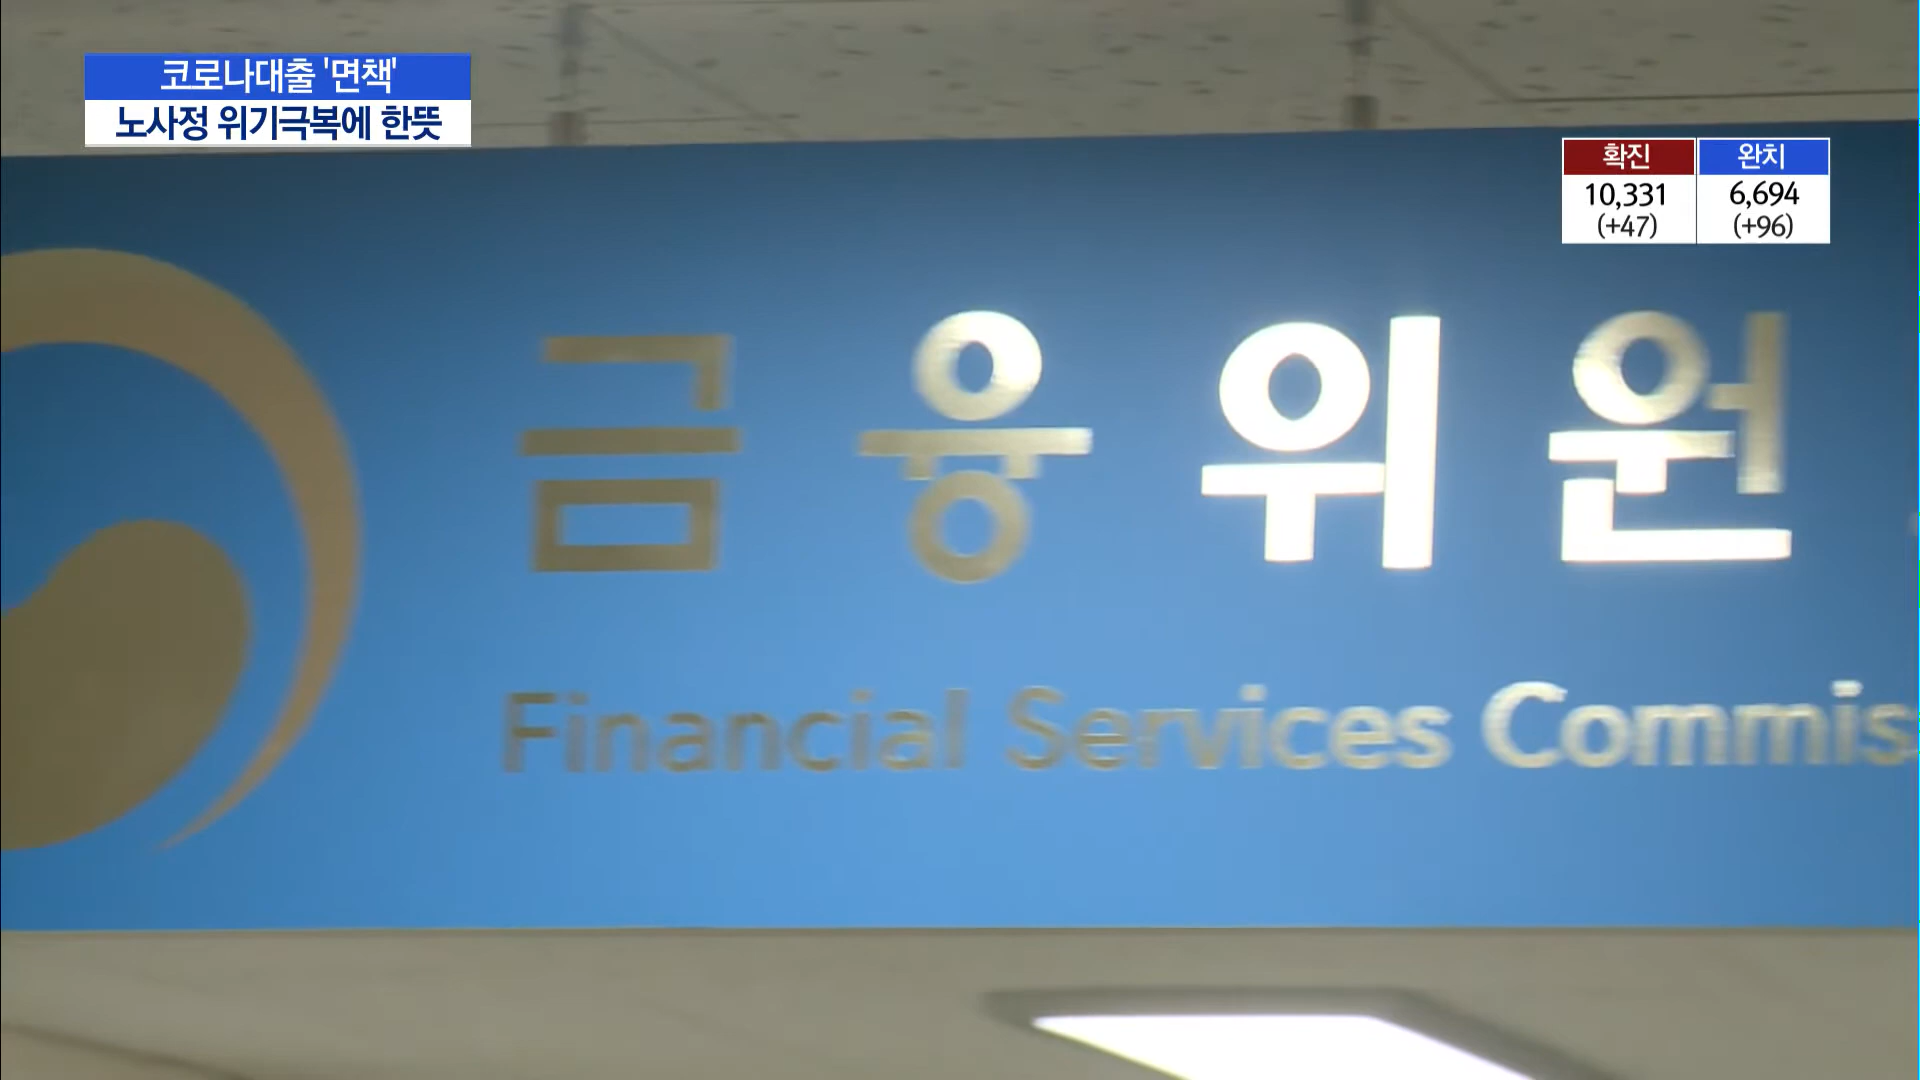 코로나대출 '면책'
노사정 위기극복에 한뜻
확진 완치
10,331 6,694
(+47) (+96)
금융위원
Financial Services Commis